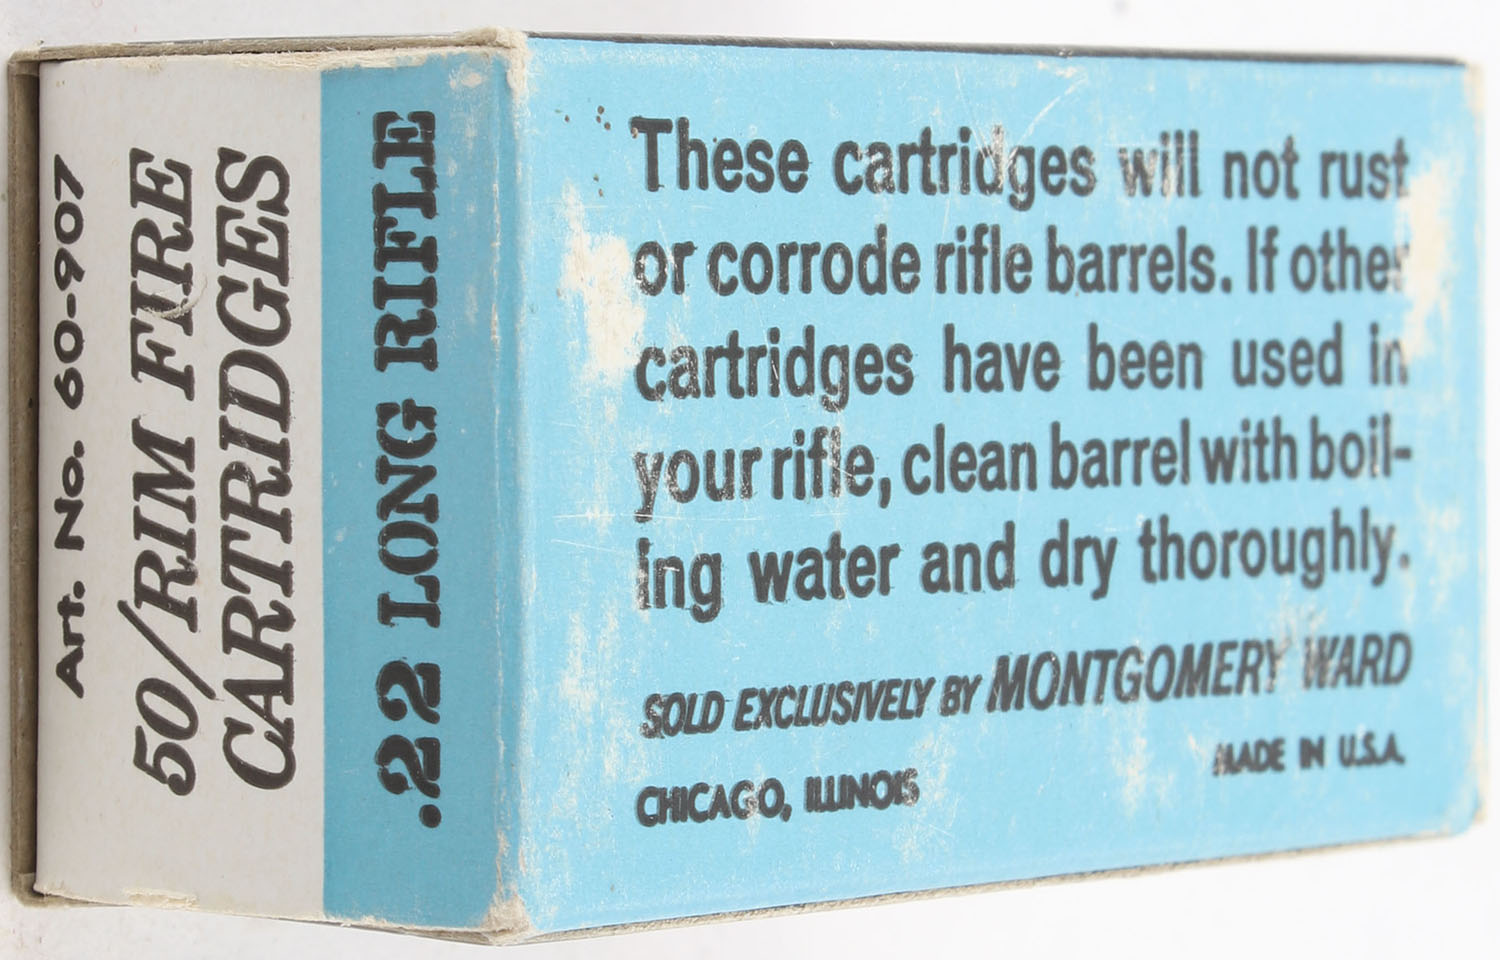 Art. No. 60-907
50/RIM FIRE
CARTRIDGES
.22 LONG RIFLE
These cartridges will not rust
or corrode rifle barrels. If other
cartridges have been used in
your rifle, clean barrel with boil-
ing water and dry thoroughly.
SOLD EXCLUSIVELY BY MONTGOMERY WARD
CHICAGO, ILLINOIS
MADE IN U.S.A.